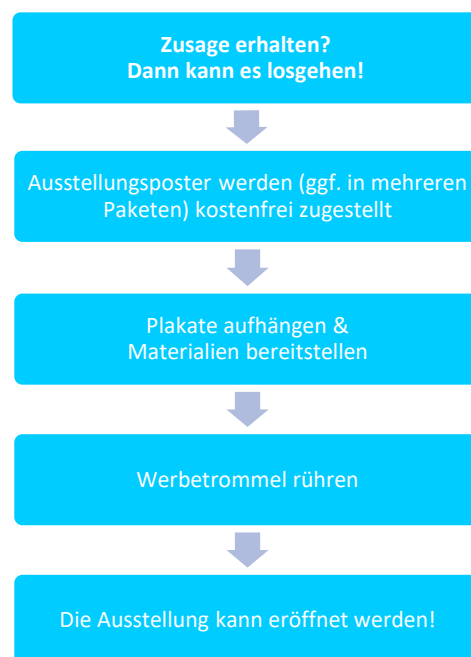 Zusage erhalten?
Dann kann es losgehen!
Ausstellungsposter werden (ggf. in mehreren
Paketen) kostenfrei zugestellt
Plakate aufhängen &
Materialien bereitstellen
Werbetrommel rühren
Die Ausstellung kann eröffnet werden!